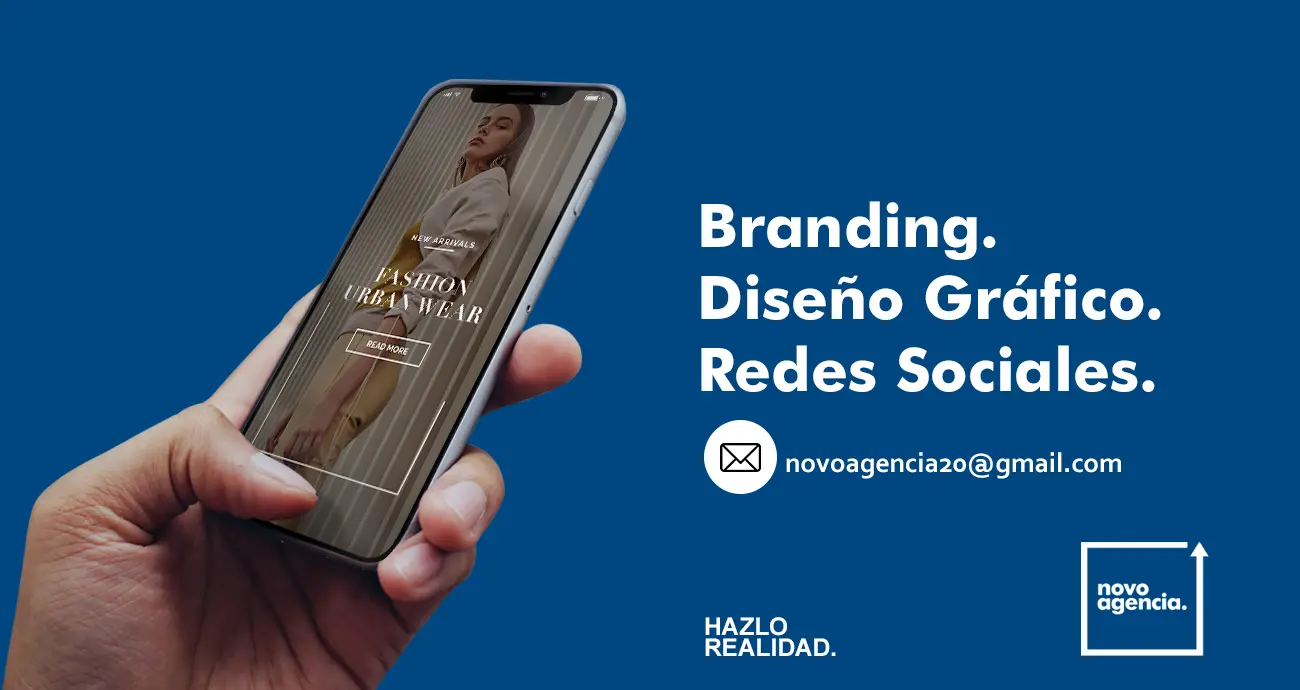 NEW ARRIVALS
FASHION
URBAN WEAR
READ MORE
Branding.
Diseño Gráfico.
Redes Sociales.
novoagencia20@gmail.com
HAZLO
REALIDAD.
novo
agencia.